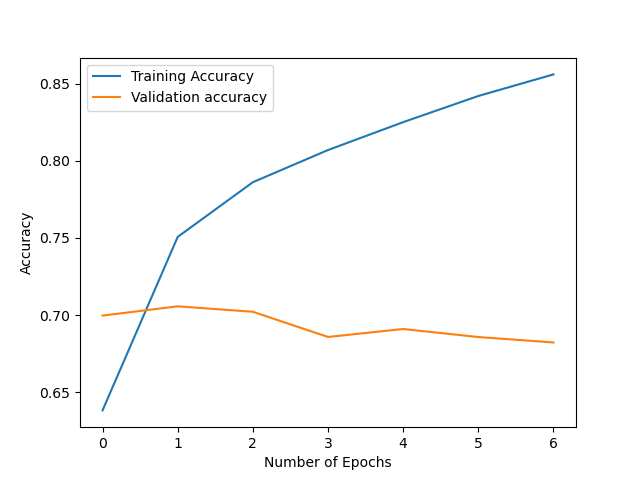 Training Accuracy
Validation accuracy
0.85
0.80
0.75
0.70
0.65
Accuracy
0 1 2 3 4 5 6
Number of Epochs